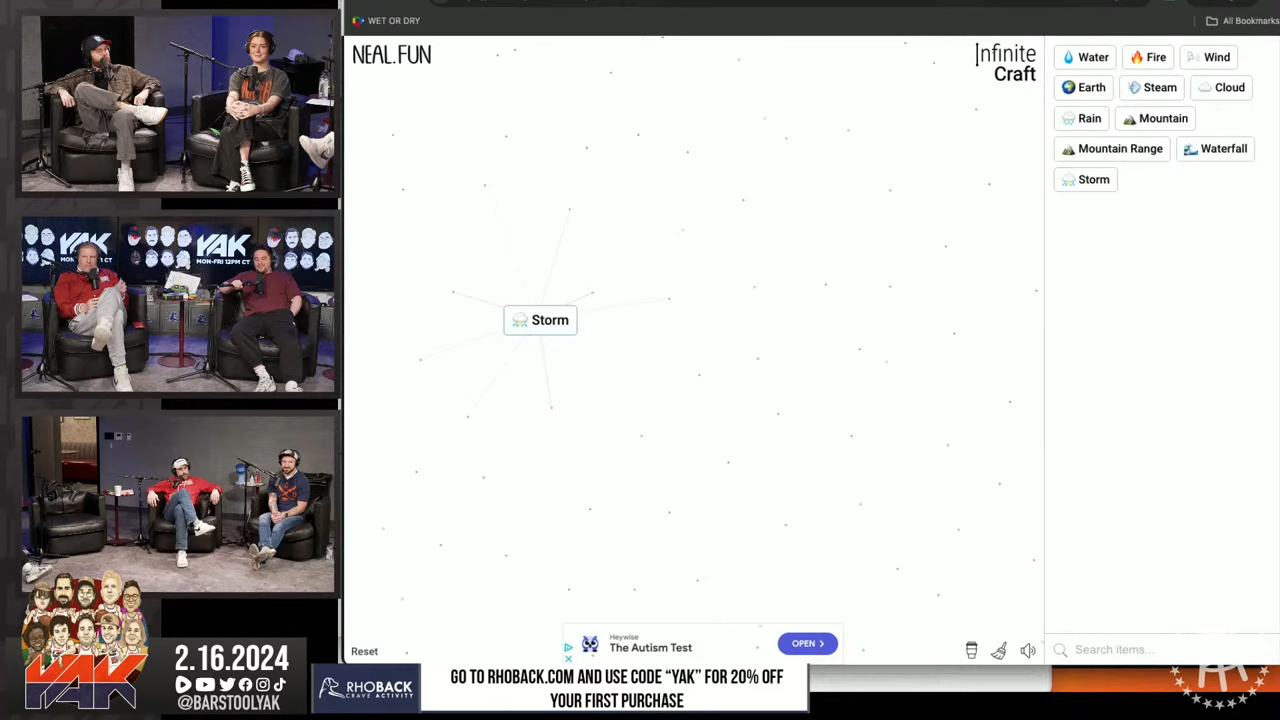 WET OR DRY
All Bookmarks
NEAL.FUN
Infinite
Craft
Water
Fire
Wind
Earth
Steam
Cloud
Rain
Mountain
Mountain Range
Waterfall
Storm
Storm
YAK
MON-FRI 12PM CT
YAK
MON-FRI 12PM CT
Heywise
The Autism Test
OPEN >
Reset
Search items...
YAK
2.16.2024
@BARSTOOLYAK
RHOBACK
CRAVE ACTIVITY
GO TO RHOBACK.COM AND USE CODE “YAK” FOR 20% OFF
YOUR FIRST PURCHASE